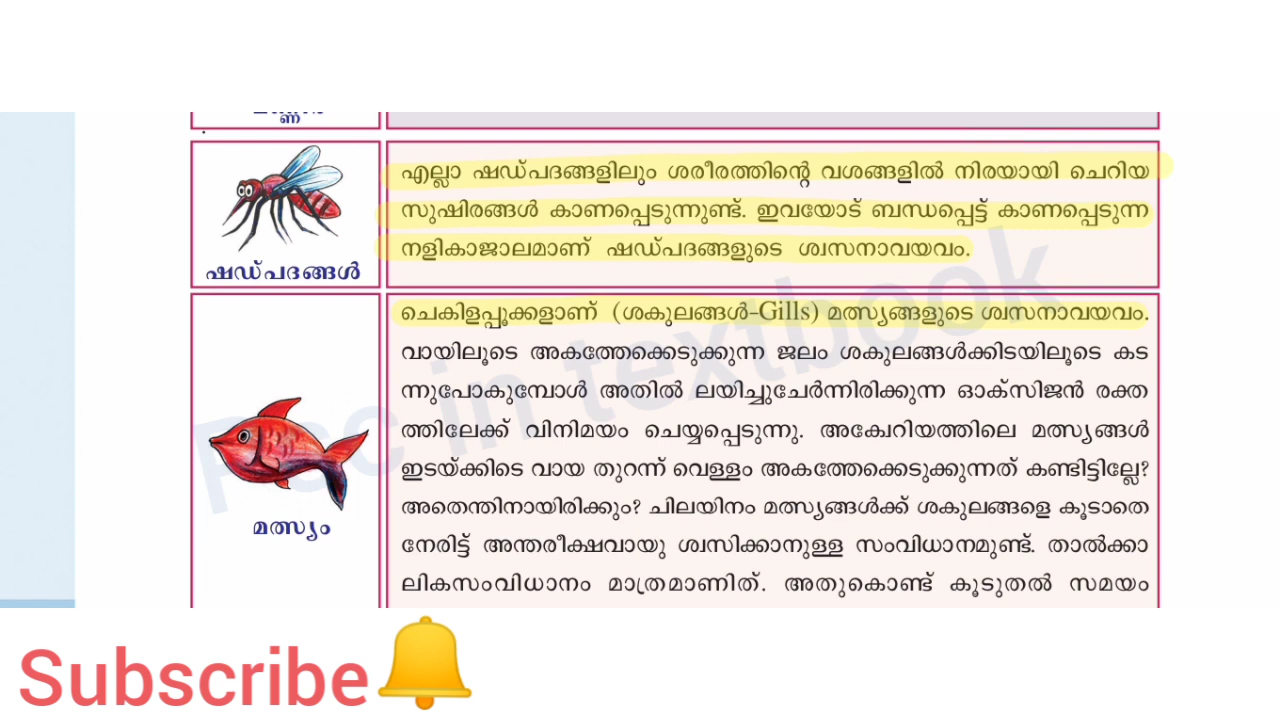 എല്ലാ ഷഡ്പദങ്ങളിലും ശരീരത്തിന്റെ വശങ്ങളിൽ നിരയായി ചെറിയ
സുഷിരങ്ങൾ കാണപ്പെടുന്നുണ്ട്. ഇവയോട് ബന്ധപ്പെട്ട് കാണപ്പെടുന്ന
നളികാജാലമാണ് ഷഡ്പദങ്ങളുടെ ശ്വസനാവയവം.
ഷഡ്പദങ്ങൾ
ചെകിളപ്പൂക്കളാണ് (ശകുലങ്ങൾ-Gills) മത്സ്യങ്ങളുടെ ശ്വസനാവയവം.
വായിലൂടെ അകത്തേക്കെടുക്കുന്ന ജലം ശകുലങ്ങൾക്കിടയിലൂടെ കട
ന്നുപോകുമ്പോൾ അതിൽ ലയിച്ചുചേർന്നിരിക്കുന്ന ഓക്സിജൻ രക്ത
ത്തിലേക്ക് വിനിമയം ചെയ്യപ്പെടുന്നു. അക്വേറിയത്തിലെ മത്സ്യങ്ങൾ
ഇടയ്ക്കിടെ വായ തുറന്ന് വെള്ളം അകത്തേക്കെടുക്കുന്നത് കണ്ടിട്ടില്ലേ?
അതെന്തിനായിരിക്കും? ചിലയിനം മത്സ്യങ്ങൾക്ക് ശകുലങ്ങളെ കൂടാതെ
നേരിട്ട് അന്തരീക്ഷവായു ശ്വസിക്കാനുള്ള സംവിധാനമുണ്ട്. താൽക്കാ
ലികസംവിധാനം മാത്രമാണിത്. അതുകൊണ്ട് കൂടുതൽ സമയം
മത്സ്യം
Psc in textbook
Subscribe